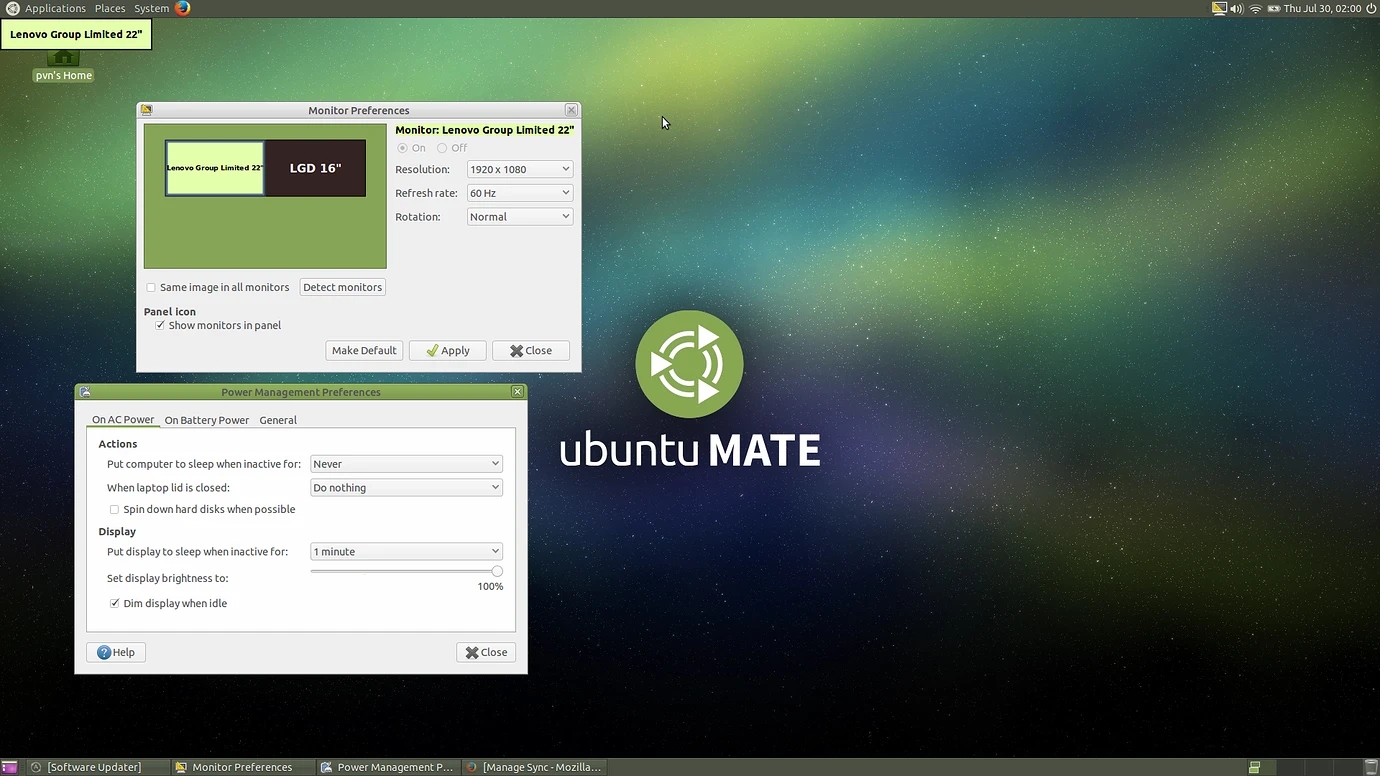 Applications Places System
Thu Jul 30, 02:00
Lenovo Group Limited 22"
pvn's Home
Monitor Preferences
Lenovo Group Limited 22"
LGD 16"
Monitor: Lenovo Group Limited 22"
On Off
Resolution: 1920 x 1080
Refresh rate: 60 Hz
Rotation: Normal
Same image in all monitors Detect monitors
Panel icon
Show monitors in panel
Make Default Apply Close
ubuntu MATE
Power Management Preferences
On AC Power On Battery Power General
Actions
Put computer to sleep when inactive for: Never
When laptop lid is closed: Do nothing
Spin down hard disks when possible
Display
Put display to sleep when inactive for: 1 minute
Set display brightness to:
100%
Dim display when idle
Help Close
[Software Updater] Monitor Preferences Power Management P... [Manage Sync - Mozilla...